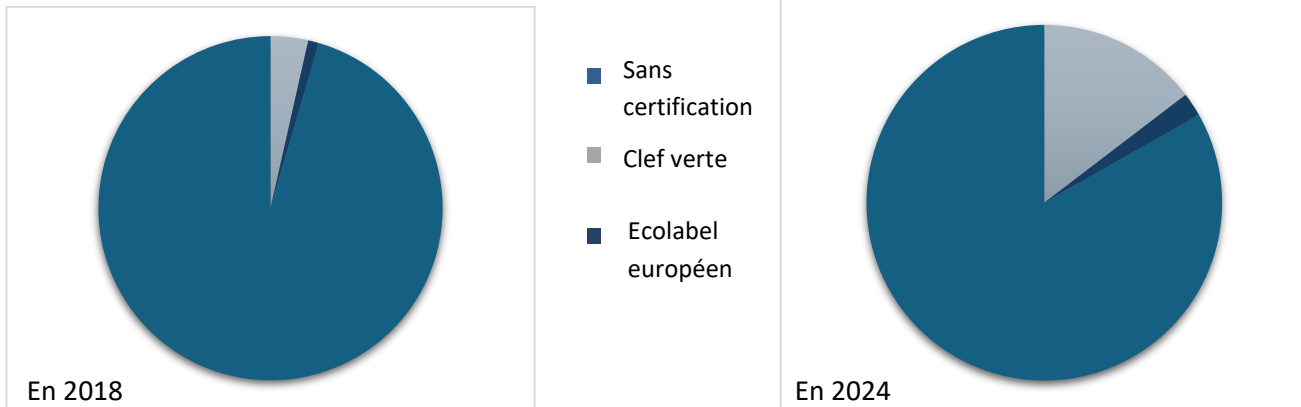 Sans
certification
Clef verte
Ecolabel
européen
En 2018
En 2024